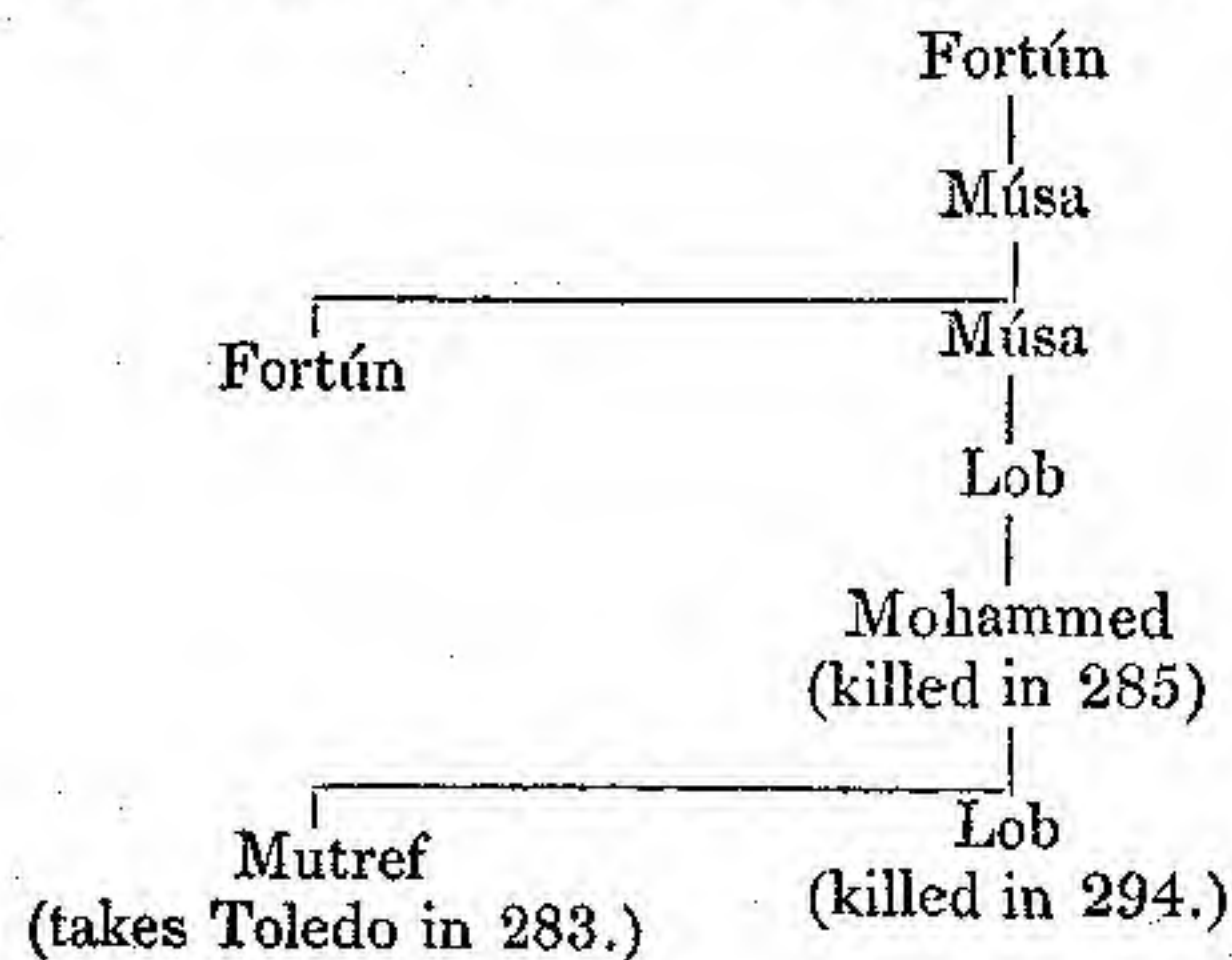 Fortún
Músa
Músa
Fortún
Lob
Mohammed
(killed in 285)
Lob
(killed in 294.)
Mutref
(takes Toledo in 283.)